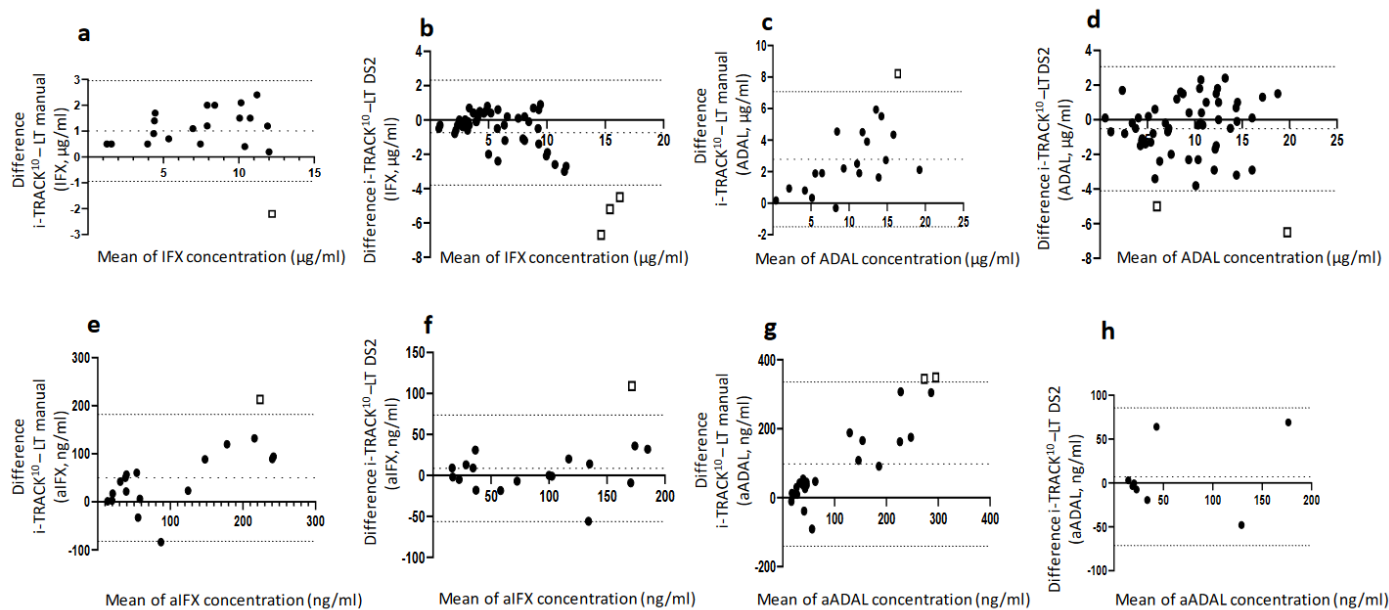 a
Difference
i-TRACK¹⁰– LT manual
(IFX, µg/ml)
3
2
1
0
-1
-2
-3
5
10
15
Mean of IFX concentration (µg/ml)
b
Difference i-TRACK¹⁰–LT DS2
(IFX, µg/ml)
4
2
0
-2
-4
-6
-8
5
10
15
20
Mean of IFX concentration (µg/ml)
c
Difference
i-TRACK¹⁰–LT manual
(ADAL, µg/ml)
10
8
6
4
2
0
-2
5
10
15
20
25
Mean of ADAL concentration (µg/ml)
d
Difference i-TRACK¹⁰–LT DS2
(ADAL, µg/ml)
4
2
0
-2
-4
-6
-8
5
10
15
20
25
Mean of ADAL concentration (µg/ml)
e
Difference
i-TRACK¹⁰– LT manual
(aIFX, ng/ml)
300
200
100
0
-100
100
200
300
Mean of aIFX concentration (ng/ml)
f
Difference i-TRACK¹⁰–LT DS2
(aIFX, ng/ml)
150
100
50
0
-50
-100
50
100
150
200
Mean of aIFX concentration (ng/ml)
g
Difference
i-TRACK¹⁰–LT manual
(aADAL, ng/ml)
400
200
0
-200
100
200
300
400
Mean of aADAL concentration (ng/ml)
h
Difference i-TRACK¹⁰–LT DS2
(aADAL, ng/ml)
100
50
0
-50
-100
50
100
150
200
Mean of aADAL concentration (ng/ml)